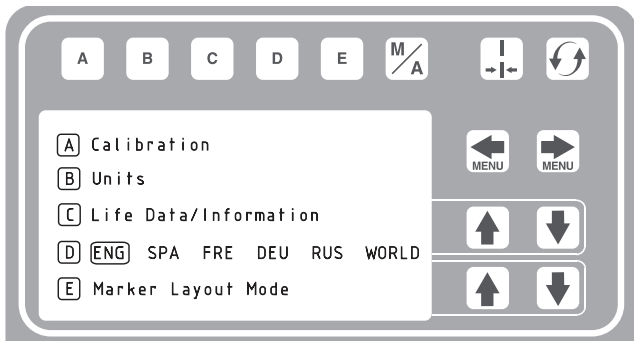 A B C D E M/A
MENU MENU
A Calibration
B Units
C Life Data/Information
D ENG SPA FRE DEU RUS WORLD
E Marker Layout Mode